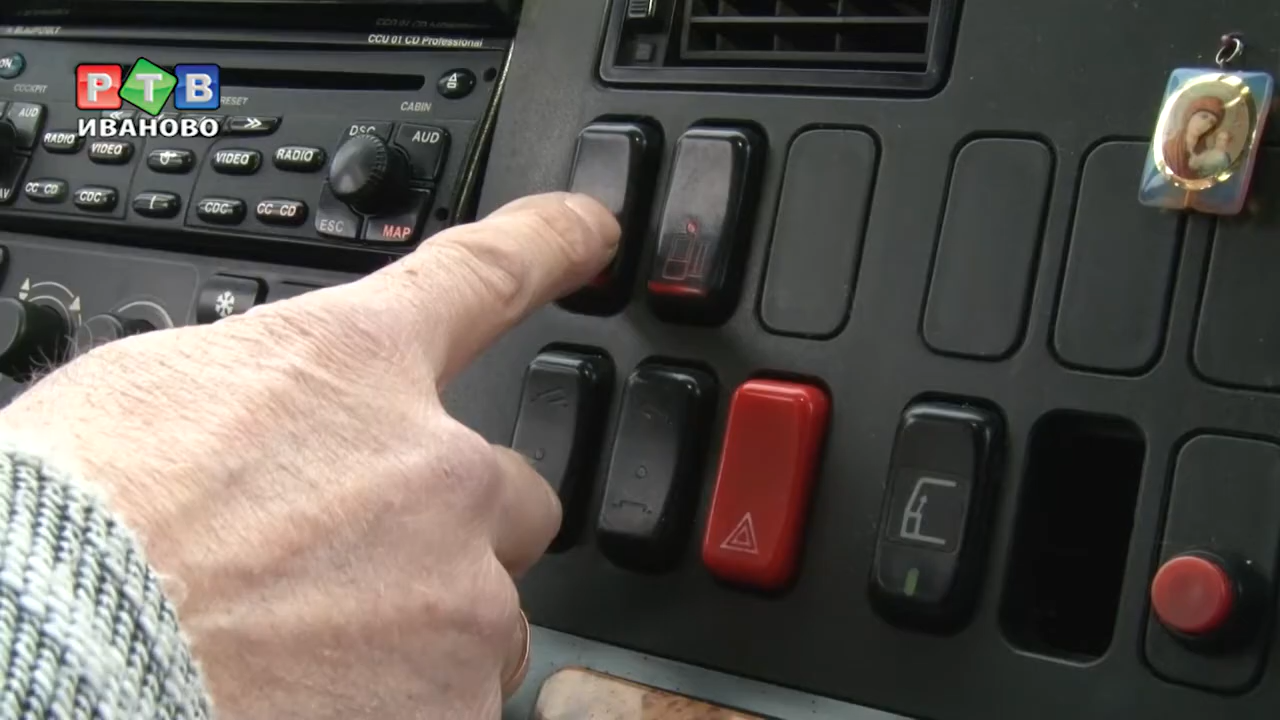 CCU 01 CD Professional
РТВ
ИВАНОВО
ON
COCKPIT
RESET
CABIN
AUD
RADIO
VIDEO
VIDEO
RADIO
DSC
AUD
CC CD
CDC
CDC
CC CD
ESC
MAP